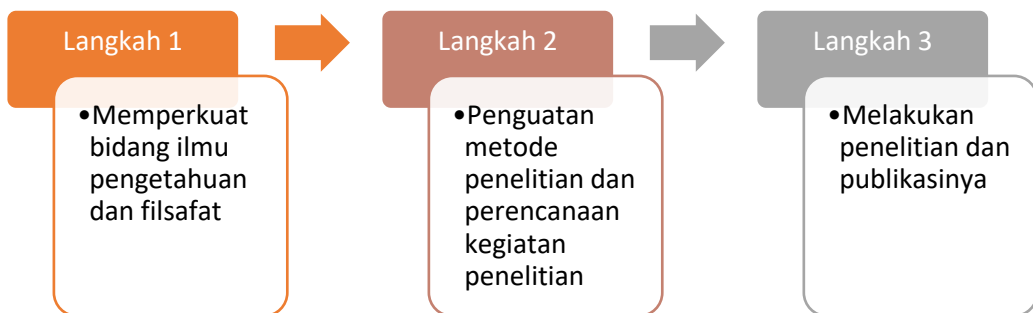 Langkah 1
•Memperkuat
bidang ilmu
pengetahuan
dan filsafat
Langkah 2
•Penguatan
metode
penelitian dan
perencanaan
kegiatan
penelitian
Langkah 3
•Melakukan
penelitian dan
publikasinya